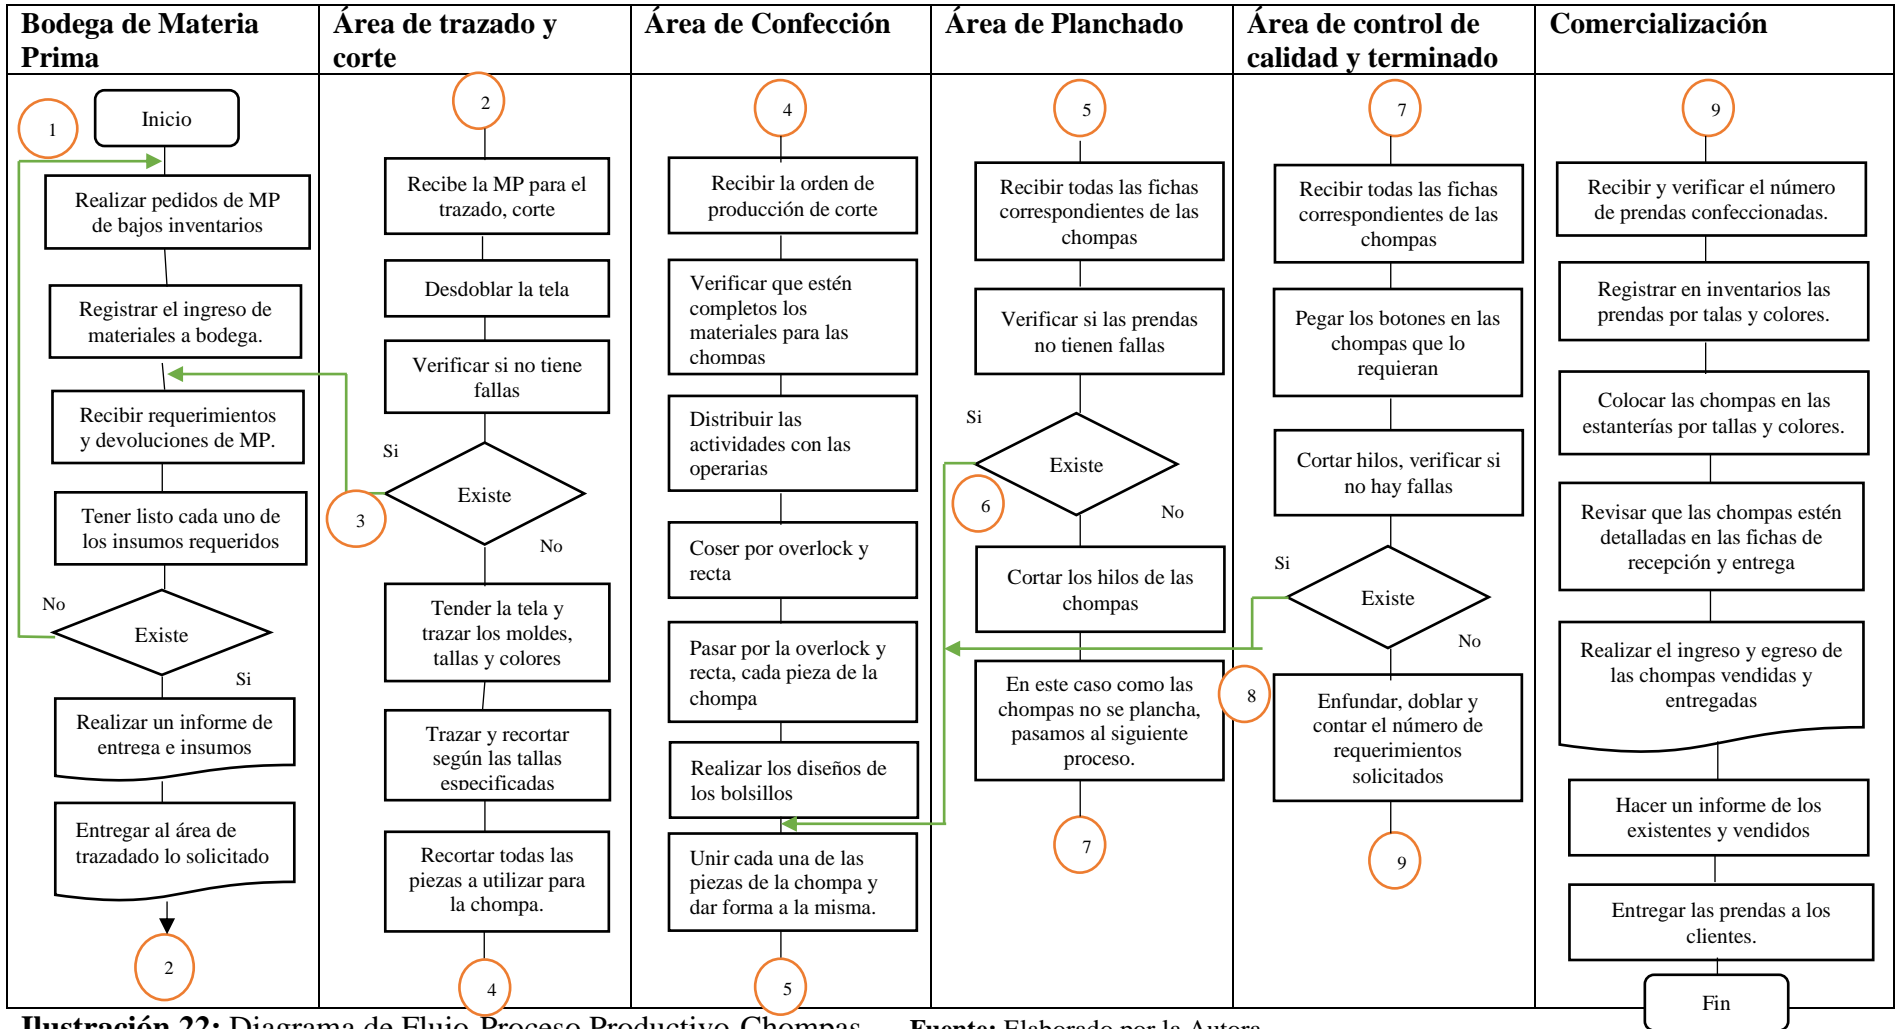 Bodega de Materia
Prima
Área de trazado y
corte
Área de Confección
Área de Planchado
Área de control de
calidad y terminado
Comercialización
1
Inicio
Realizar pedidos de MP
de bajos inventarios
Registrar el ingreso de
materiales a bodega.
Recibir requerimientos
y devoluciones de MP.
Tener listo cada uno de
los insumos requeridos
No
Existe
Si
Realizar un informe de
entrega e insumos
Entregar al área de
trazadado lo solicitado
2
2
Recibe la MP para el
trazado, corte
Desdoblar la tela
Verificar si no tiene
fallas
Si
Existe
3
No
Tender la tela y
trazar los moldes,
tallas y colores
Trazar y recortar
según las tallas
especificadas
Recortar todas las
piezas a utilizar para
la chompa.
4
4
Recibir la orden de
producción de corte
Verificar que estén
completos los
materiales para las
chompas
Distribuir las
actividades con las
operarias
Coser por overlock y
recta
Pasar por la overlock y
recta, cada pieza de la
chompa
Realizar los diseños de
los bolsillos
Unir cada una de las
piezas de la chompa y
dar forma a la misma.
5
5
Recibir todas las fichas
correspondientes de las
chompas
Verificar si las prendas
no tienen fallas
Si
Existe
6
No
Cortar los hilos de las
chompas
En este caso como las
chompas no se plancha,
pasamos al siguiente
proceso.
7
7
Recibir todas las fichas
correspondientes de las
chompas
Pegar los botones en las
chompas que lo
requieran
Cortar hilos, verificar si
no hay fallas
Si
Existe
No
8
Enfundar, doblar y
contar el número de
requerimientos
solicitados
9
9
Recibir y verificar el número
de prendas confeccionadas.
Registrar en inventarios las
prendas por talas y colores.
Colocar las chompas en las
estanterías por tallas y colores.
Revisar que las chompas estén
detalladas en las fichas de
recepción y entrega
Realizar el ingreso y egreso de
las chompas vendidas y
entregadas
Hacer un informe de los
existentes y vendidos
Entregar las prendas a los
clientes.
Fin
Ilustración 22: Diagrama de Flujo-Proceso Productivo-Chompas
Fuente: Elaborado por la Autora